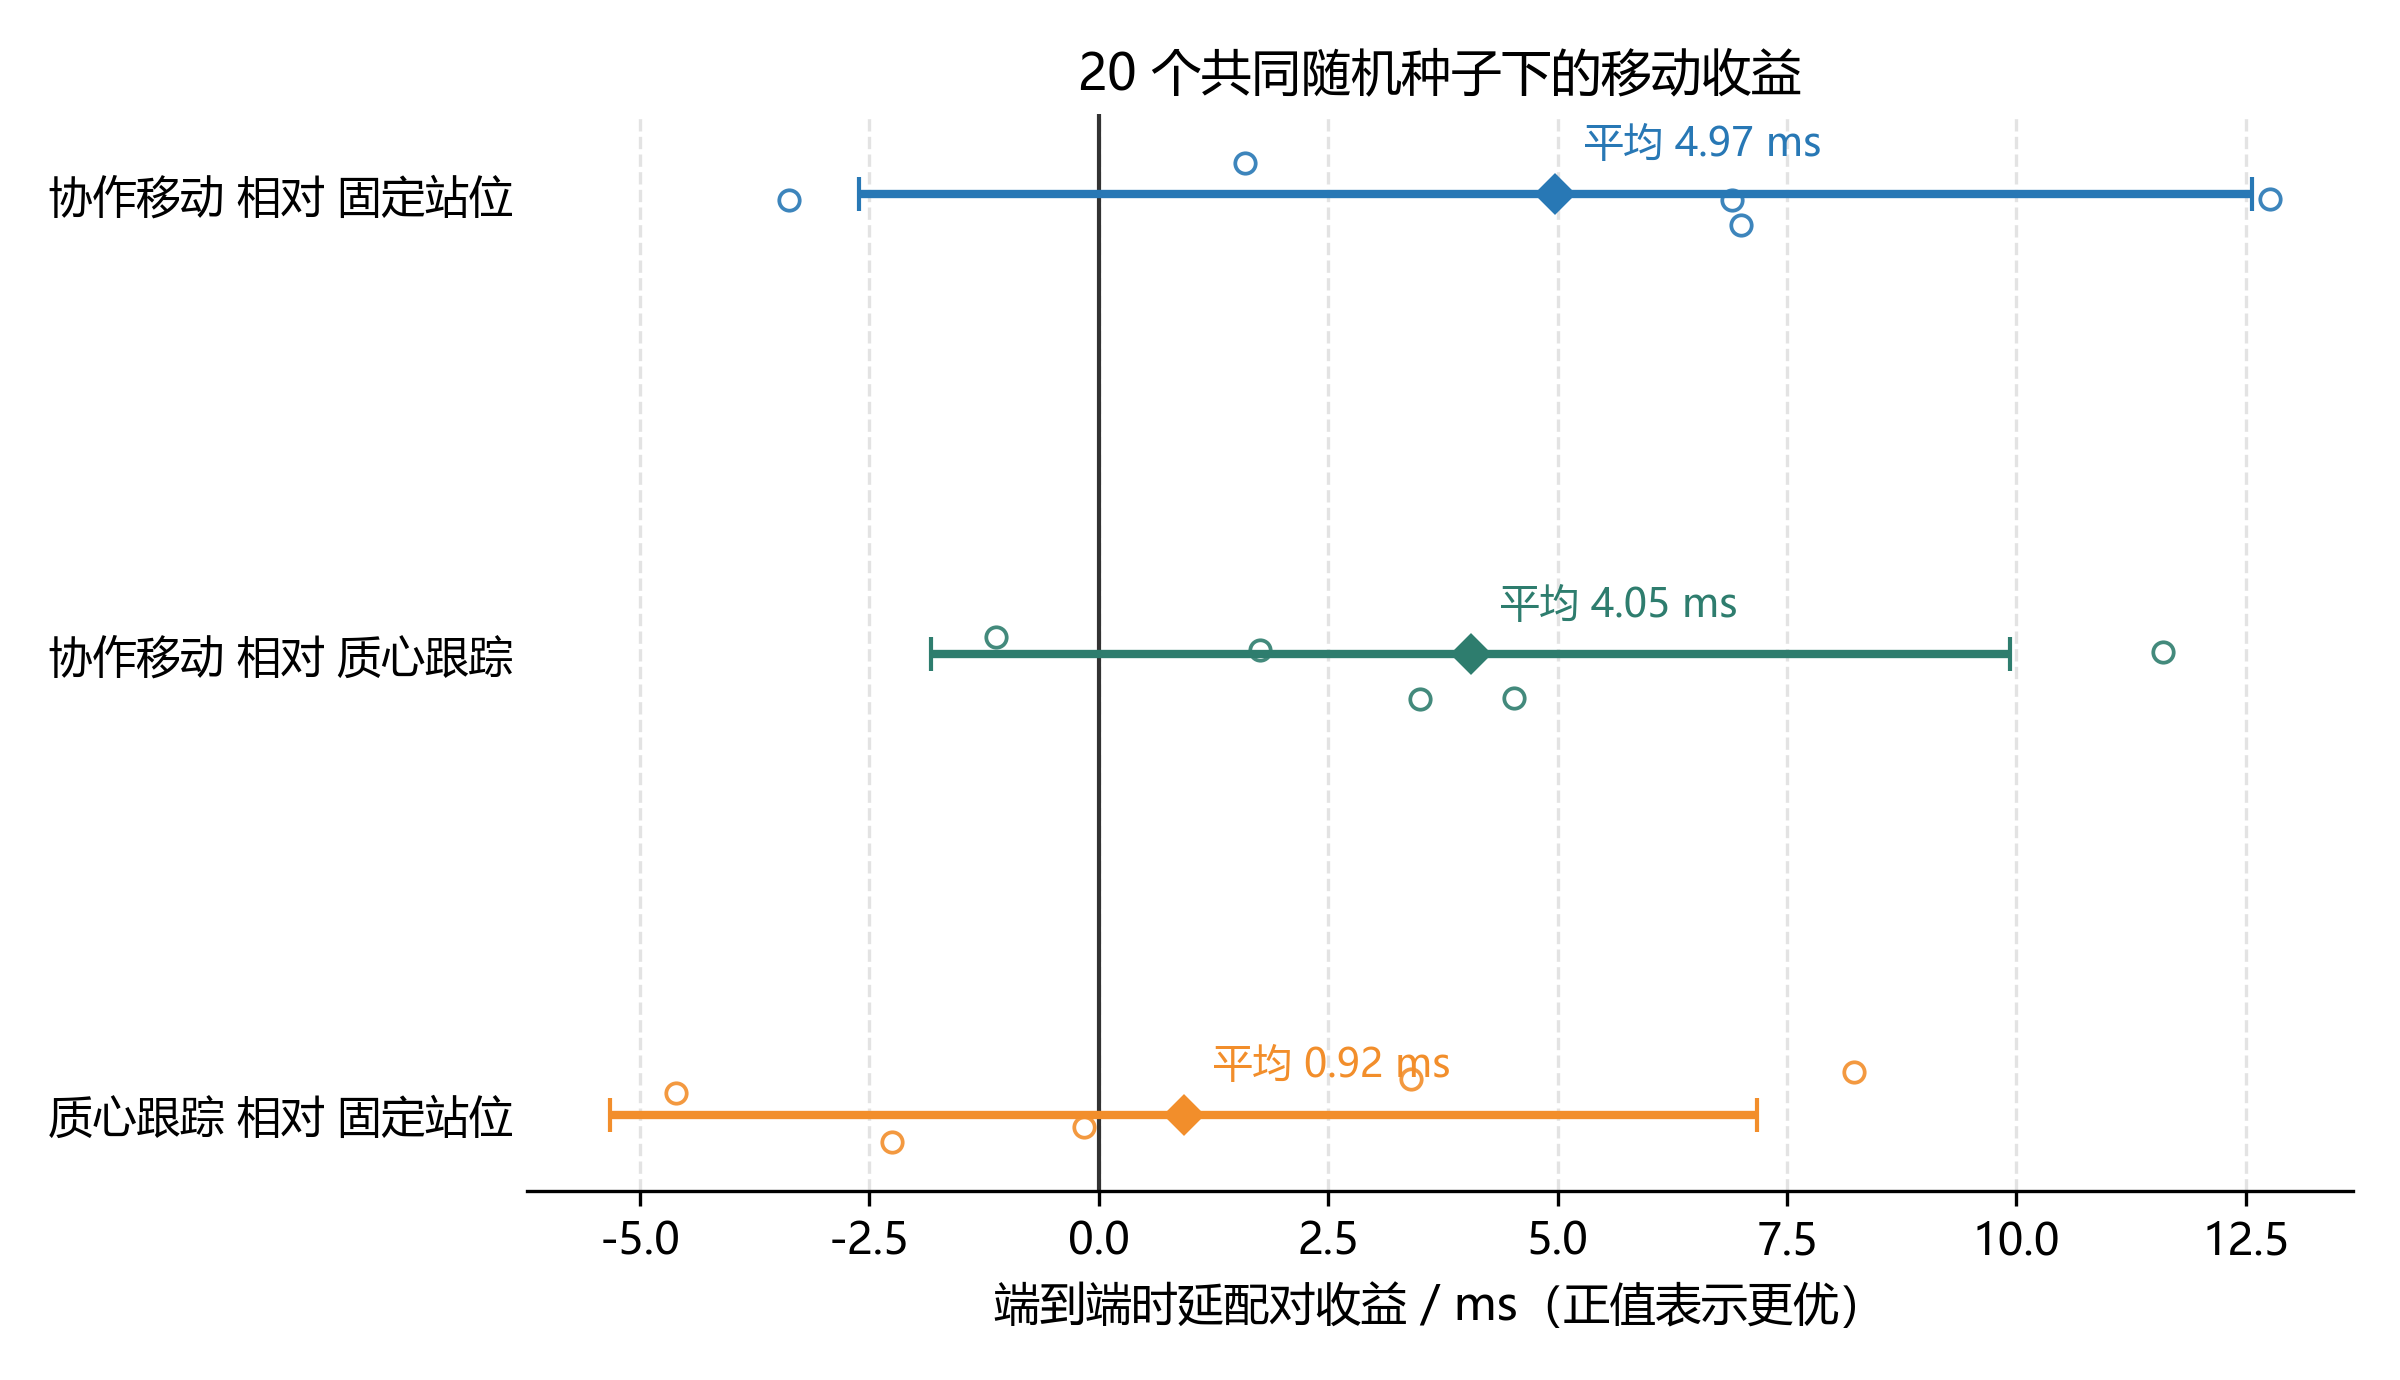 20 个共同随机种子下的移动收益
平均 4.97 ms
协作移动 相对 固定站位
平均 4.05 ms
协作移动 相对 质心跟踪
平均 0.92 ms
质心跟踪 相对 固定站位
-5.0 -2.5 0.0 2.5 5.0 7.5 10.0 12.5
端到端时延配对收益 / ms（正值表示更优）